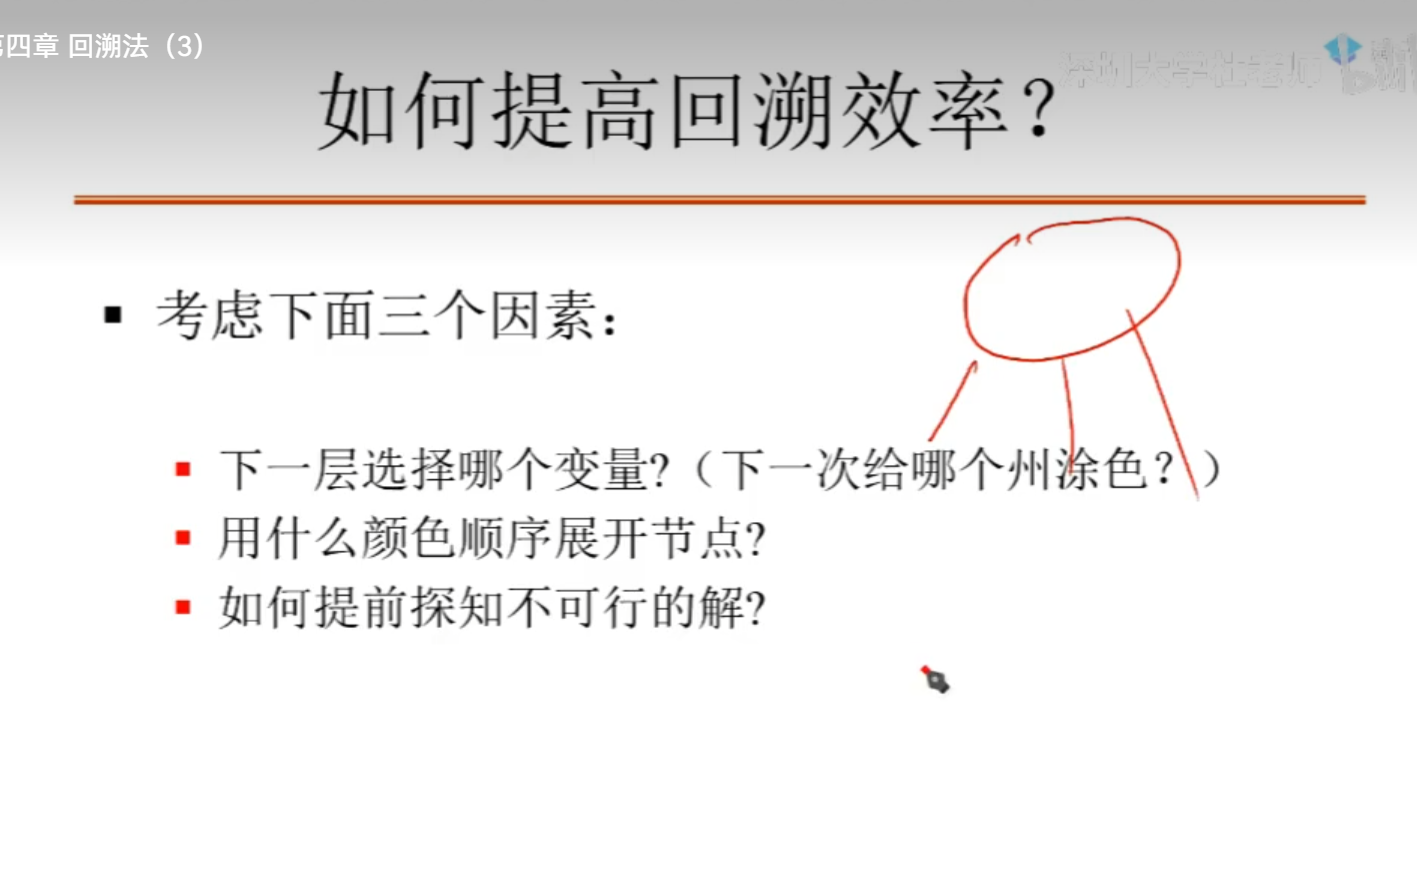 第四章 回溯法（3）
深圳大学杜老师
如何提高回溯效率？
考虑下面三个因素：
下一层选择哪个变量?（下一次给哪个州涂色？）
用什么颜色顺序展开节点?
如何提前探知不可行的解?